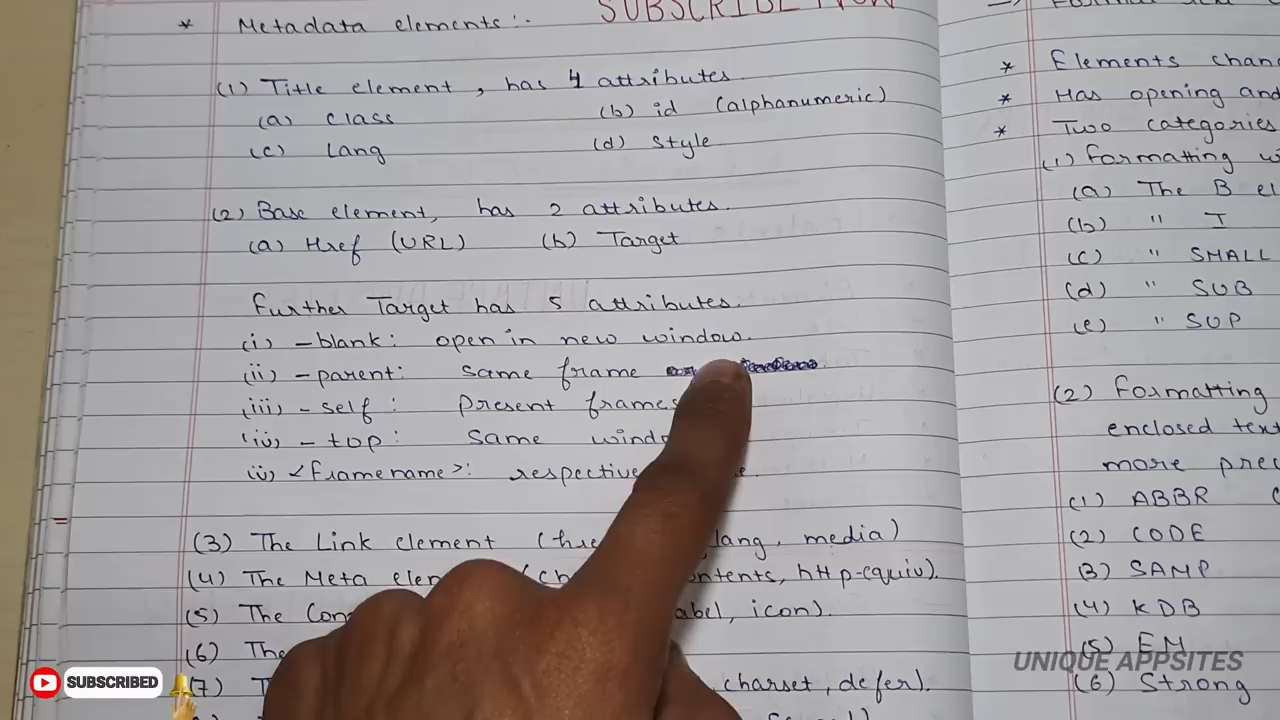 SUBSCRIBE NOW
* Metadata elements:-
(1) Title element, has 4 attributes.
(a) class (b) id (alphanumeric)
(c) Lang (d) Style
(2) Base element, has 2 attributes.
(a) Href (URL) (b) Target
Further Target has 5 attributes.
(i) -blank: open in new window.
(ii) -parent: same frame
(iii) -self: present frames
(iv) -top: same
(v) <framename>: respective
(3) The Link element lang, media)
(4) The Meta http-equiv).
(5) The icon).
(6) The
(7) charset, defer).
* Elements
* Has opening and
* Two categories
(1) Formatting
(a) The B
(b) " I
(c) " SMALL
(d) " SUB
(e) " SUP
(2) Formatting
enclosed
more
(1) ABBR
(2) CODE
(3) SAMP
(4) KDB
(5) EM
(6) Strong
SUBSCRIBED
UNIQUE APPSITES